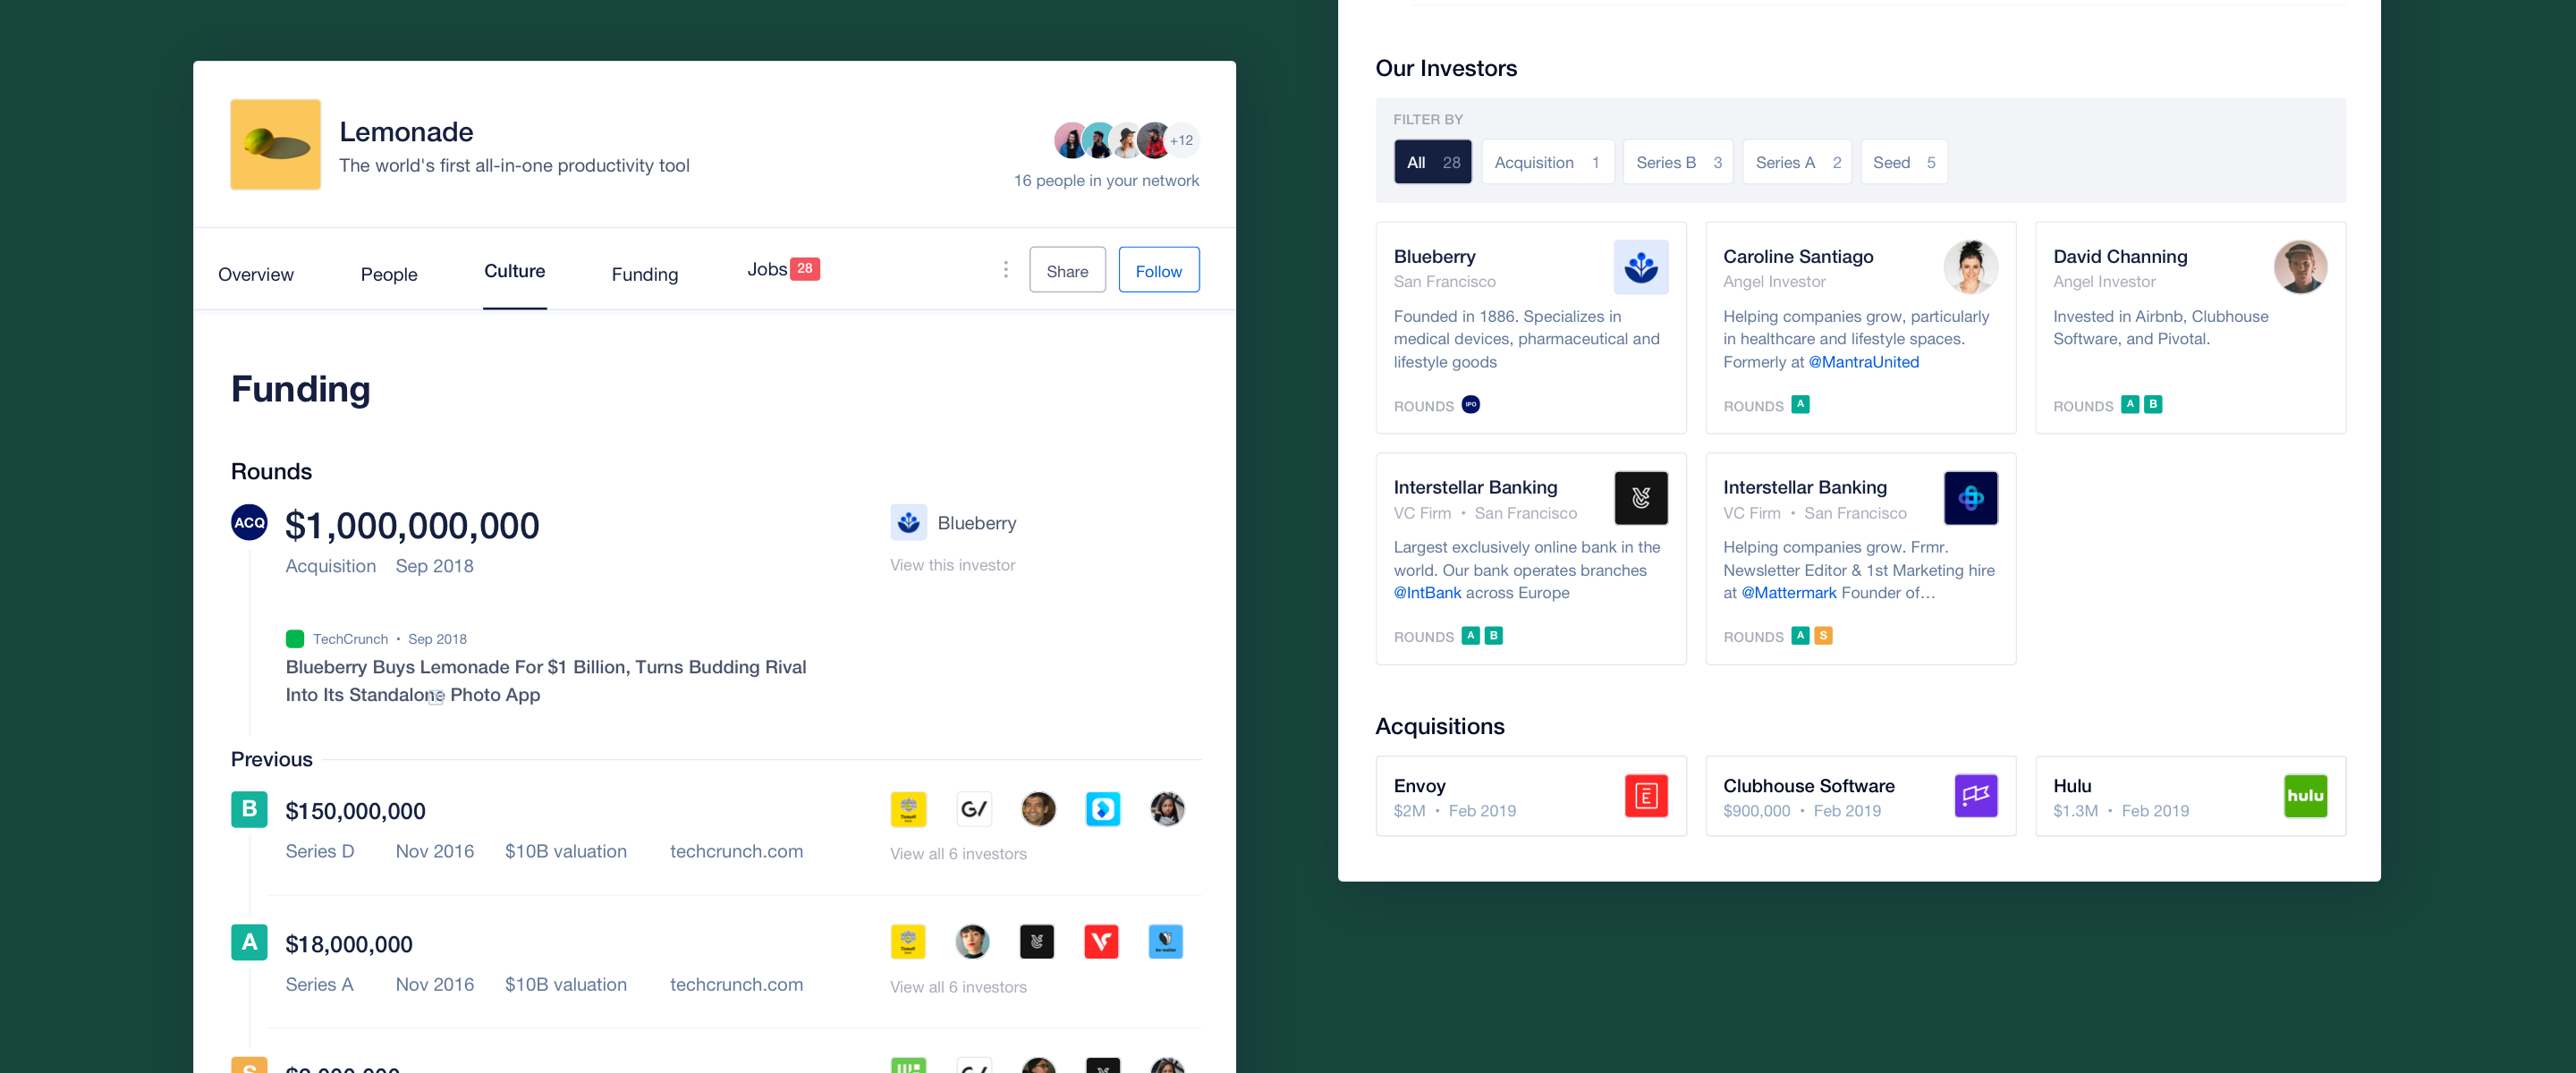 Lemonade
The world's first all-in-one productivity tool
+12
16 people in your network
Overview
People
Culture
Funding
Jobs 28
Share
Follow
Funding
Rounds
ACQ
$1,000,000,000
Acquisition Sep 2018
Blueberry
View this investor
TechCrunch • Sep 2018
Blueberry Buys Lemonade For $1 Billion, Turns Budding Rival
Into Its Standalone Photo App
Previous
B
$150,000,000
Series D Nov 2016 $10B valuation techcrunch.com
View all 6 investors
A
$18,000,000
Series A Nov 2016 $10B valuation techcrunch.com
View all 6 investors
Our Investors
FILTER BY
All 28
Acquisition 1
Series B 3
Series A 2
Seed 5
Blueberry
San Francisco
Founded in 1886. Specializes in
medical devices, pharmaceutical and
lifestyle goods
ROUNDS IPO
Caroline Santiago
Angel Investor
Helping companies grow, particularly
in healthcare and lifestyle spaces.
Formerly at @MantraUnited
ROUNDS A
David Channing
Angel Investor
Invested in Airbnb, Clubhouse
Software, and Pivotal.
ROUNDS A B
Interstellar Banking
VC Firm • San Francisco
Largest exclusively online bank in the
world. Our bank operates branches
@IntBank across Europe
ROUNDS A B
Interstellar Banking
VC Firm • San Francisco
Helping companies grow. Frmr.
Newsletter Editor & 1st Marketing hire
at @Mattermark Founder of...
ROUNDS A S
Acquisitions
Envoy
$2M • Feb 2019
Clubhouse Software
$900,000 • Feb 2019
Hulu
$1.3M • Feb 2019
hulu